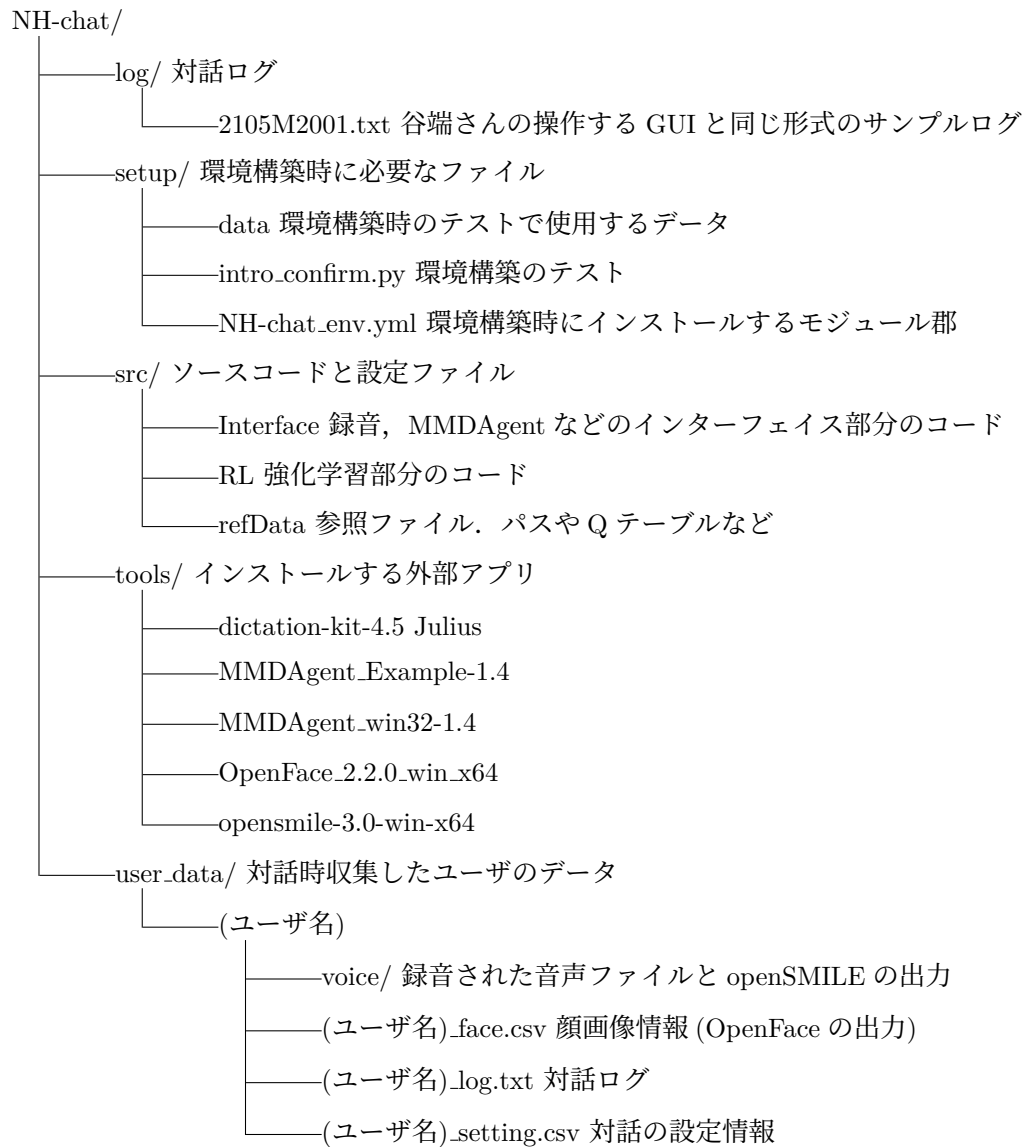 NH-chat/
log/ 対話ログ
2105M2001.txt 谷端さんの操作する GUI と同じ形式のサンプルログ
setup/ 環境構築時に必要なファイル
data 環境構築時のテストで使用するデータ
intro_confirm.py 環境構築のテスト
NH-chat_env.yml 環境構築時にインストールするモジュール郡
src/ ソースコードと設定ファイル
Interface 録音，MMDAgent などのインターフェイス部分のコード
RL 強化学習部分のコード
refData 参照ファイル．パスや Q テーブルなど
tools/ インストールする外部アプリ
dictation-kit-4.5 Julius
MMDAgent_Example-1.4
MMDAgent_win32-1.4
OpenFace_2.2.0_win_x64
opensmile-3.0-win-x64
user_data/ 対話時収集したユーザのデータ
(ユーザ名)
voice/ 録音された音声ファイルと openSMILE の出力
(ユーザ名)_face.csv 顔画像情報 (OpenFace の出力)
(ユーザ名)_log.txt 対話ログ
(ユーザ名)_setting.csv 対話の設定情報